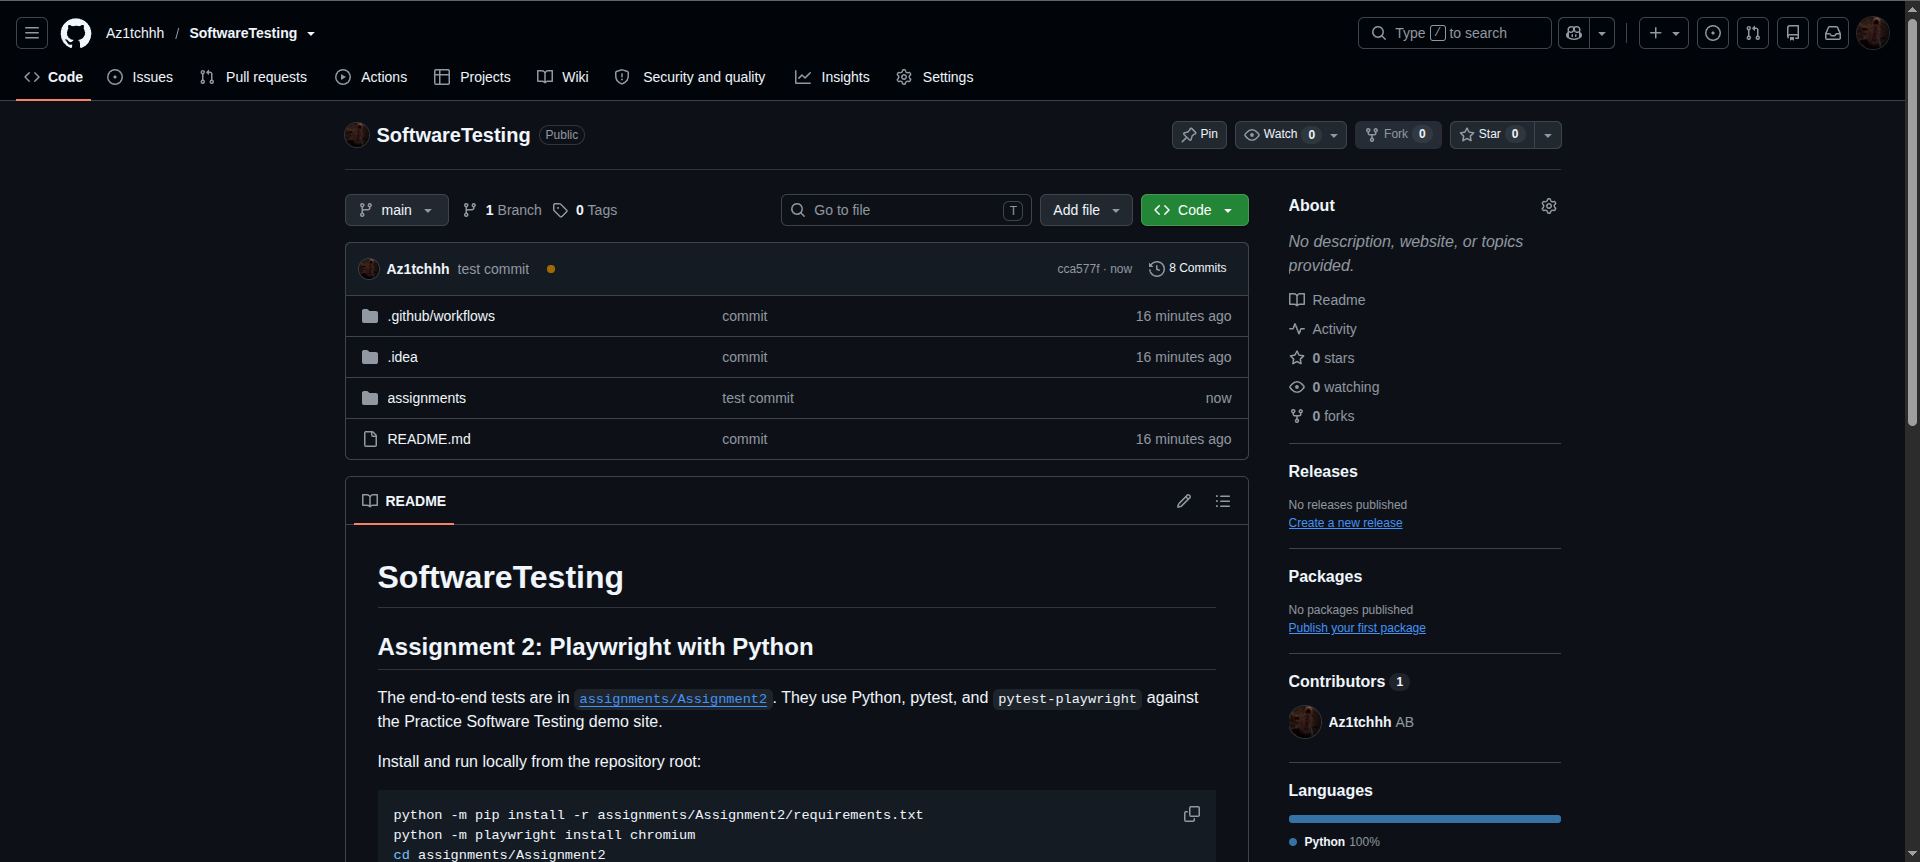 Az1tchhh / SoftwareTesting
Type / to search
Code Issues Pull requests Actions Projects Wiki Security and quality Insights Settings
SoftwareTesting Public
Pin Watch 0 Fork 0 Star 0
main 1 Branch 0 Tags Go to file T Add file Code
Az1tchhh test commit cca577f · now 8 Commits
.github/workflows commit 16 minutes ago
.idea commit 16 minutes ago
assignments test commit now
README.md commit 16 minutes ago
README
SoftwareTesting
Assignment 2: Playwright with Python
The end-to-end tests are in assignments/Assignment2. They use Python, pytest, and pytest-playwright against
the Practice Software Testing demo site.
Install and run locally from the repository root:
python -m pip install -r assignments/Assignment2/requirements.txt
python -m playwright install chromium
cd assignments/Assignment2
About
No description, website, or topics
provided.
Readme
Activity
0 stars
0 watching
0 forks
Releases
No releases published
Create a new release
Packages
No packages published
Publish your first package
Contributors 1
Az1tchhh AB
Languages
Python 100%